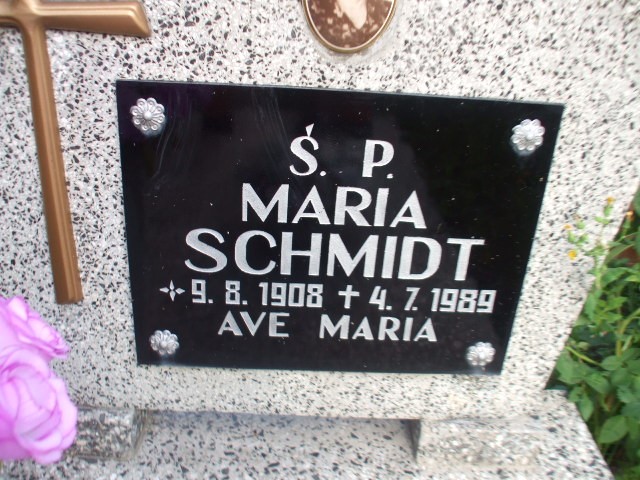 Ś. P.
MARIA
SCHMIDT
9. 8. 1908 ✝ 4. 7. 1989
AVE MARIA